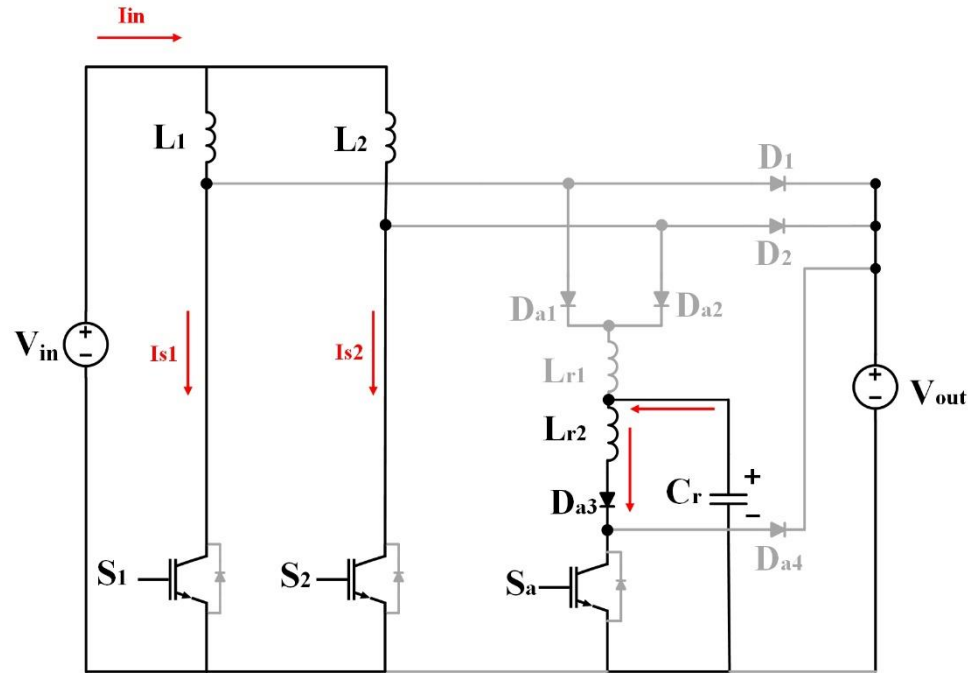 Iin
L1
L2
D1
D2
Da1
Da2
Vin
+
−
Is1
Is2
Lr1
+
−
Vout
Lr2
Da3
Cr
+
−
Da4
S1
S2
Sa